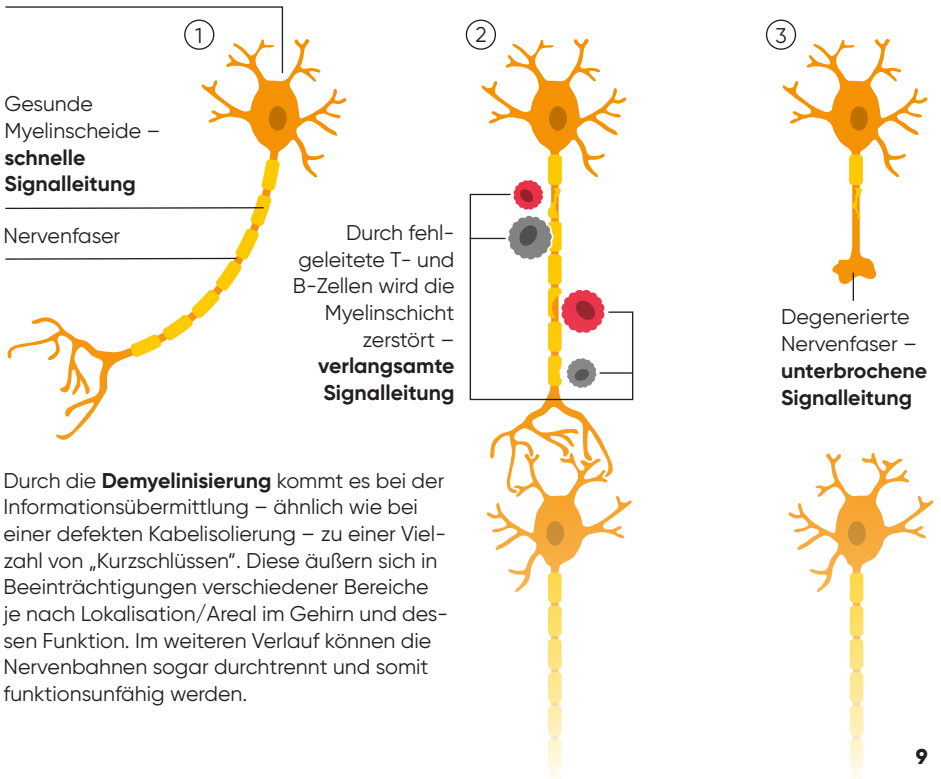 1
Gesunde
Myelinscheide –
schnelle
Signalleitung
Nervenfaser
2
Durch fehl-
geleitete T- und
B-Zellen wird die
Myelinschicht
zerstört –
verlangsamte
Signalleitung
3
Degenerierte
Nervenfaser –
unterbrochene
Signalleitung
Durch die Demyelinisierung kommt es bei der
Informationsübermittlung – ähnlich wie bei
einer defekten Kabelisolierung – zu einer Viel-
zahl von „Kurzschlüssen“. Diese äußern sich in
Beeinträchtigungen verschiedener Bereiche
je nach Lokalisation/Areal im Gehirn und des-
sen Funktion. Im weiteren Verlauf können die
Nervenbahnen sogar durchtrennt und somit
funktionsunfähig werden.
9